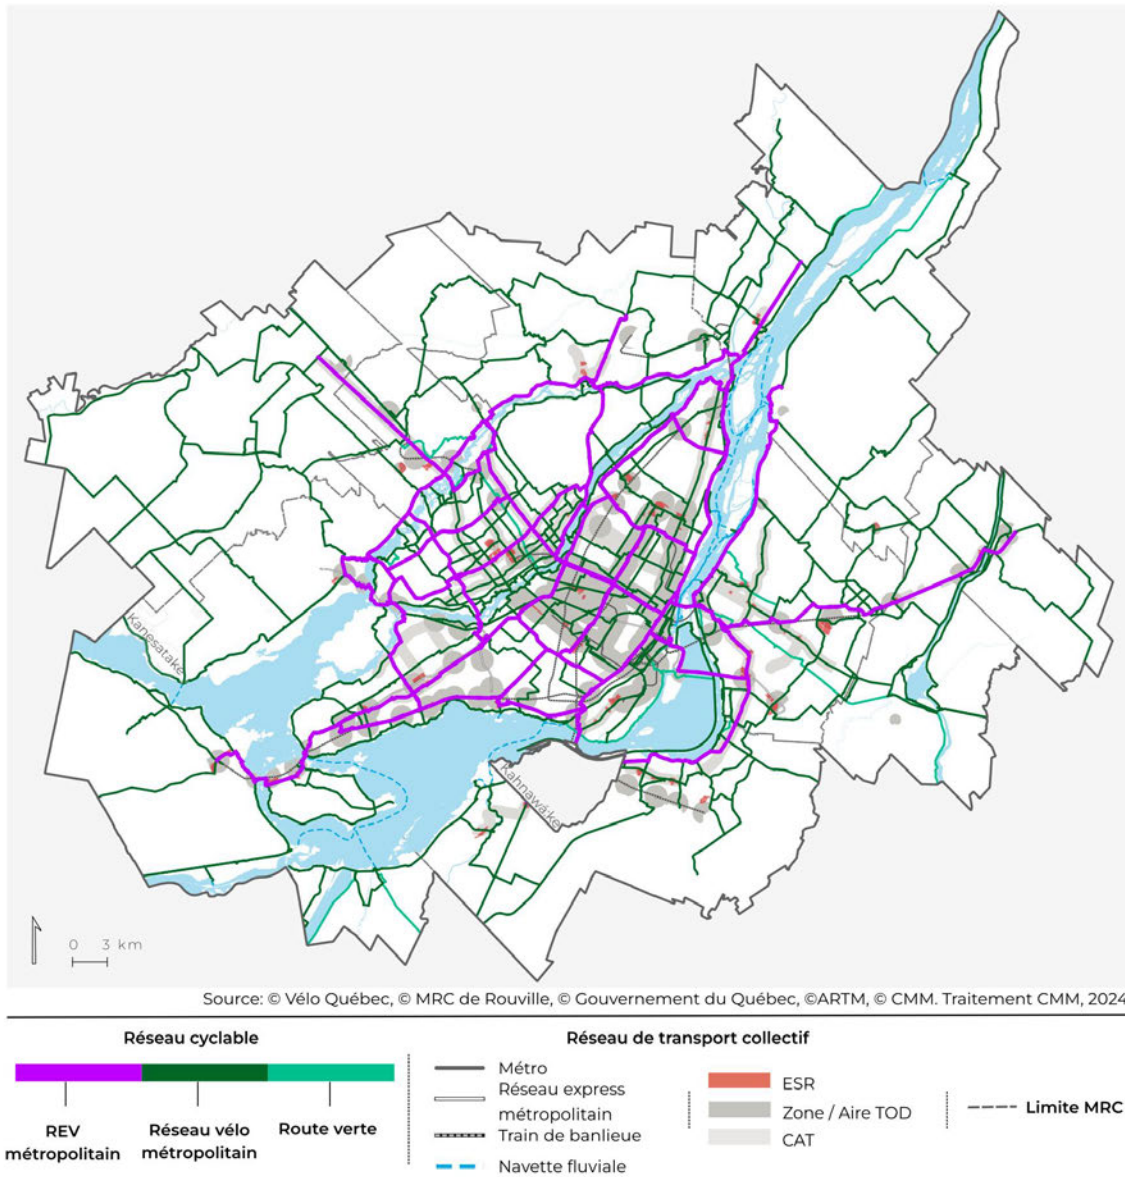 Kanesatake
Kahnawà:ke
0 3 km
Source: © Vélo Québec, © MRC de Rouville, © Gouvernement du Québec, ©ARTM, © CMM. Traitement CMM, 2024
Réseau cyclable
REV
métropolitain
Réseau vélo
métropolitain
Route verte
Réseau de transport collectif
Métro
Réseau express
métropolitain
Train de banlieue
Navette fluviale
ESR
Zone / Aire TOD
CAT
Limite MRC